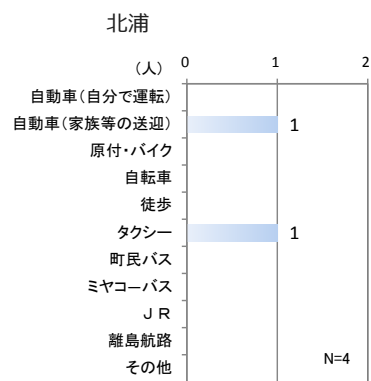 北浦
(人) 0 1 2
自動車(自分で運転)
自動車(家族等の送迎) 1
原付・バイク
自転車
徒歩
タクシー 1
町民バス
ミヤコーバス
ＪＲ
離島航路
その他
N=4